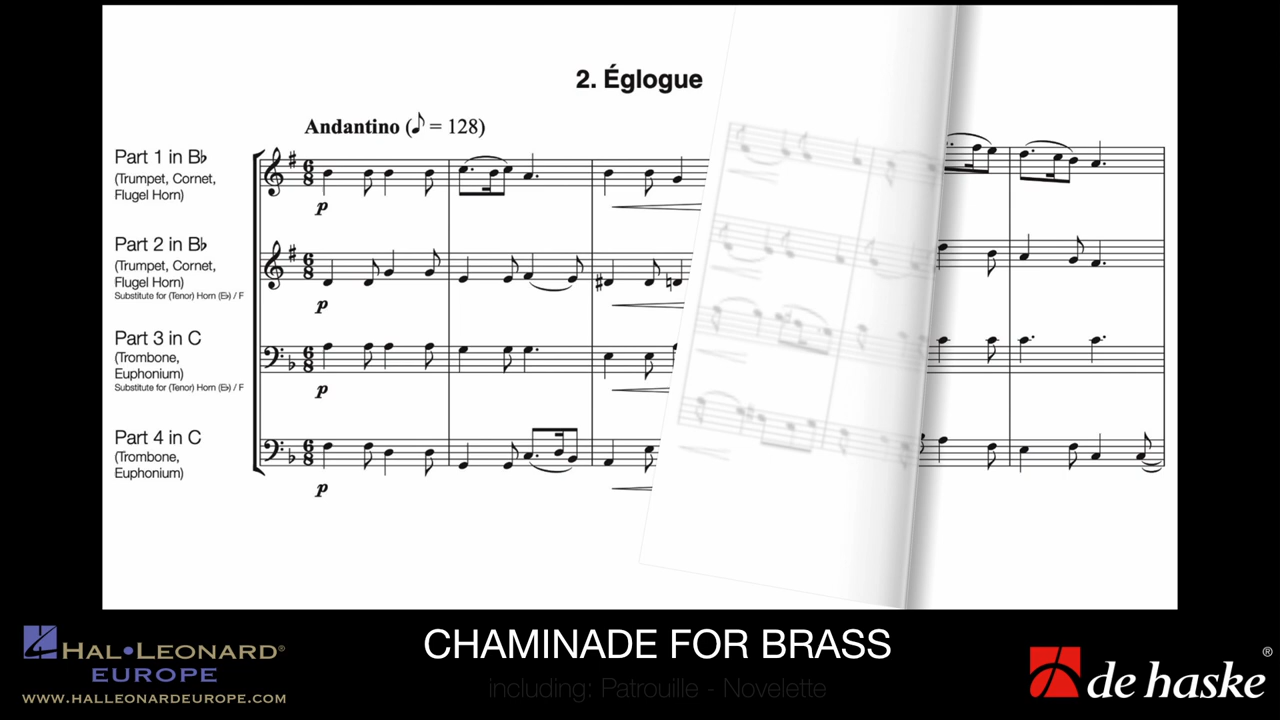 2. Églogue
Andantino (♪ = 128)
Part 1 in B♭
(Trumpet, Cornet,
Flugel Horn)
p
Part 2 in B♭
(Trumpet, Cornet,
Flugel Horn)
Substitute for (Tenor) Horn (E♭) / F
p
Part 3 in C
(Trombone,
Euphonium)
Substitute for (Tenor) Horn (E♭) / F
p
Part 4 in C
(Trombone,
Euphonium)
p
HAL•LEONARD®
EUROPE
WWW.HALLEONARDEUROPE.COM
CHAMINADE FOR BRASS
including: Patrouille - Novelette
de haske®